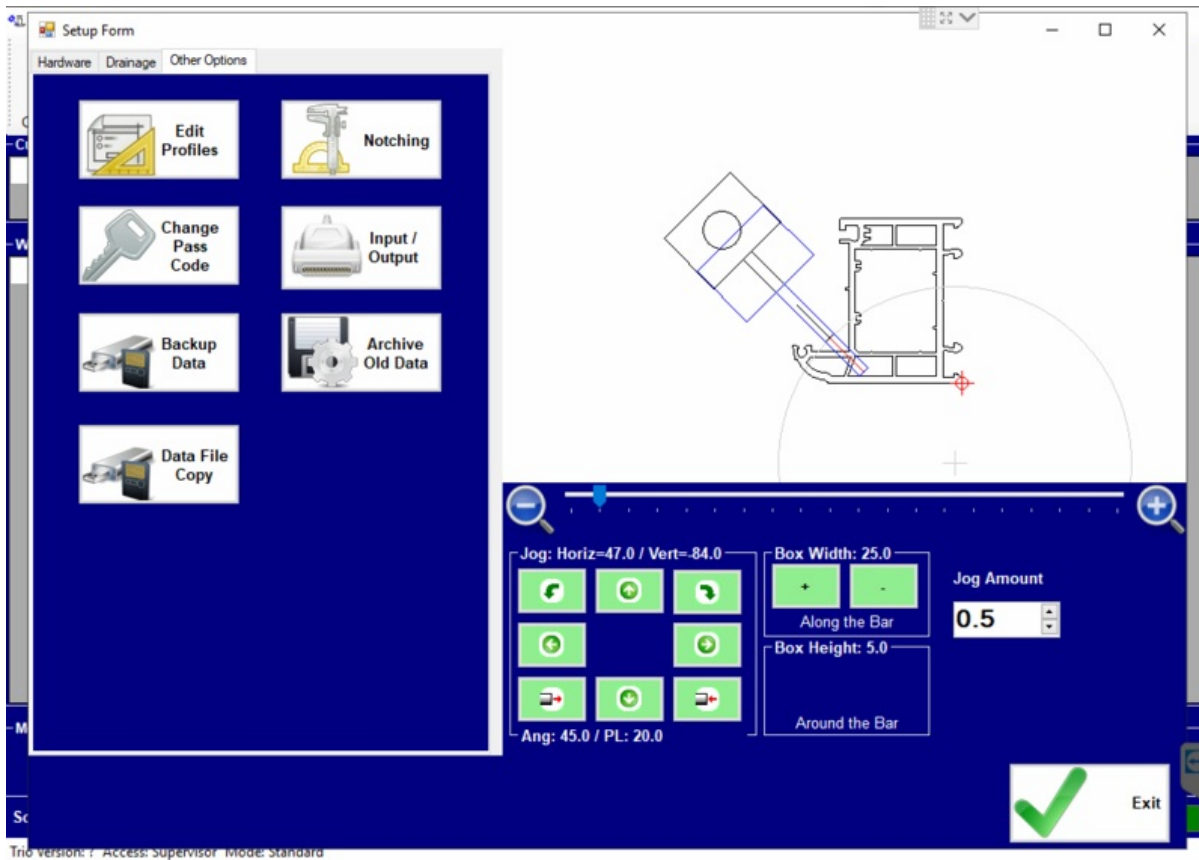 Setup Form
Hardware
Drainage
Other Options
Edit
Profiles
Notching
Change
Pass
Code
Input /
Output
Backup
Data
Archive
Old Data
Data File
Copy
Jog: Horiz=47.0 / Vert=-84.0
Box Width: 25.0
+
-
Along the Bar
Jog Amount
0.5
Box Height: 5.0
Around the Bar
Ang: 45.0 / PL: 20.0
Exit
Trio Version: ? Access: Supervisor Mode: Standard